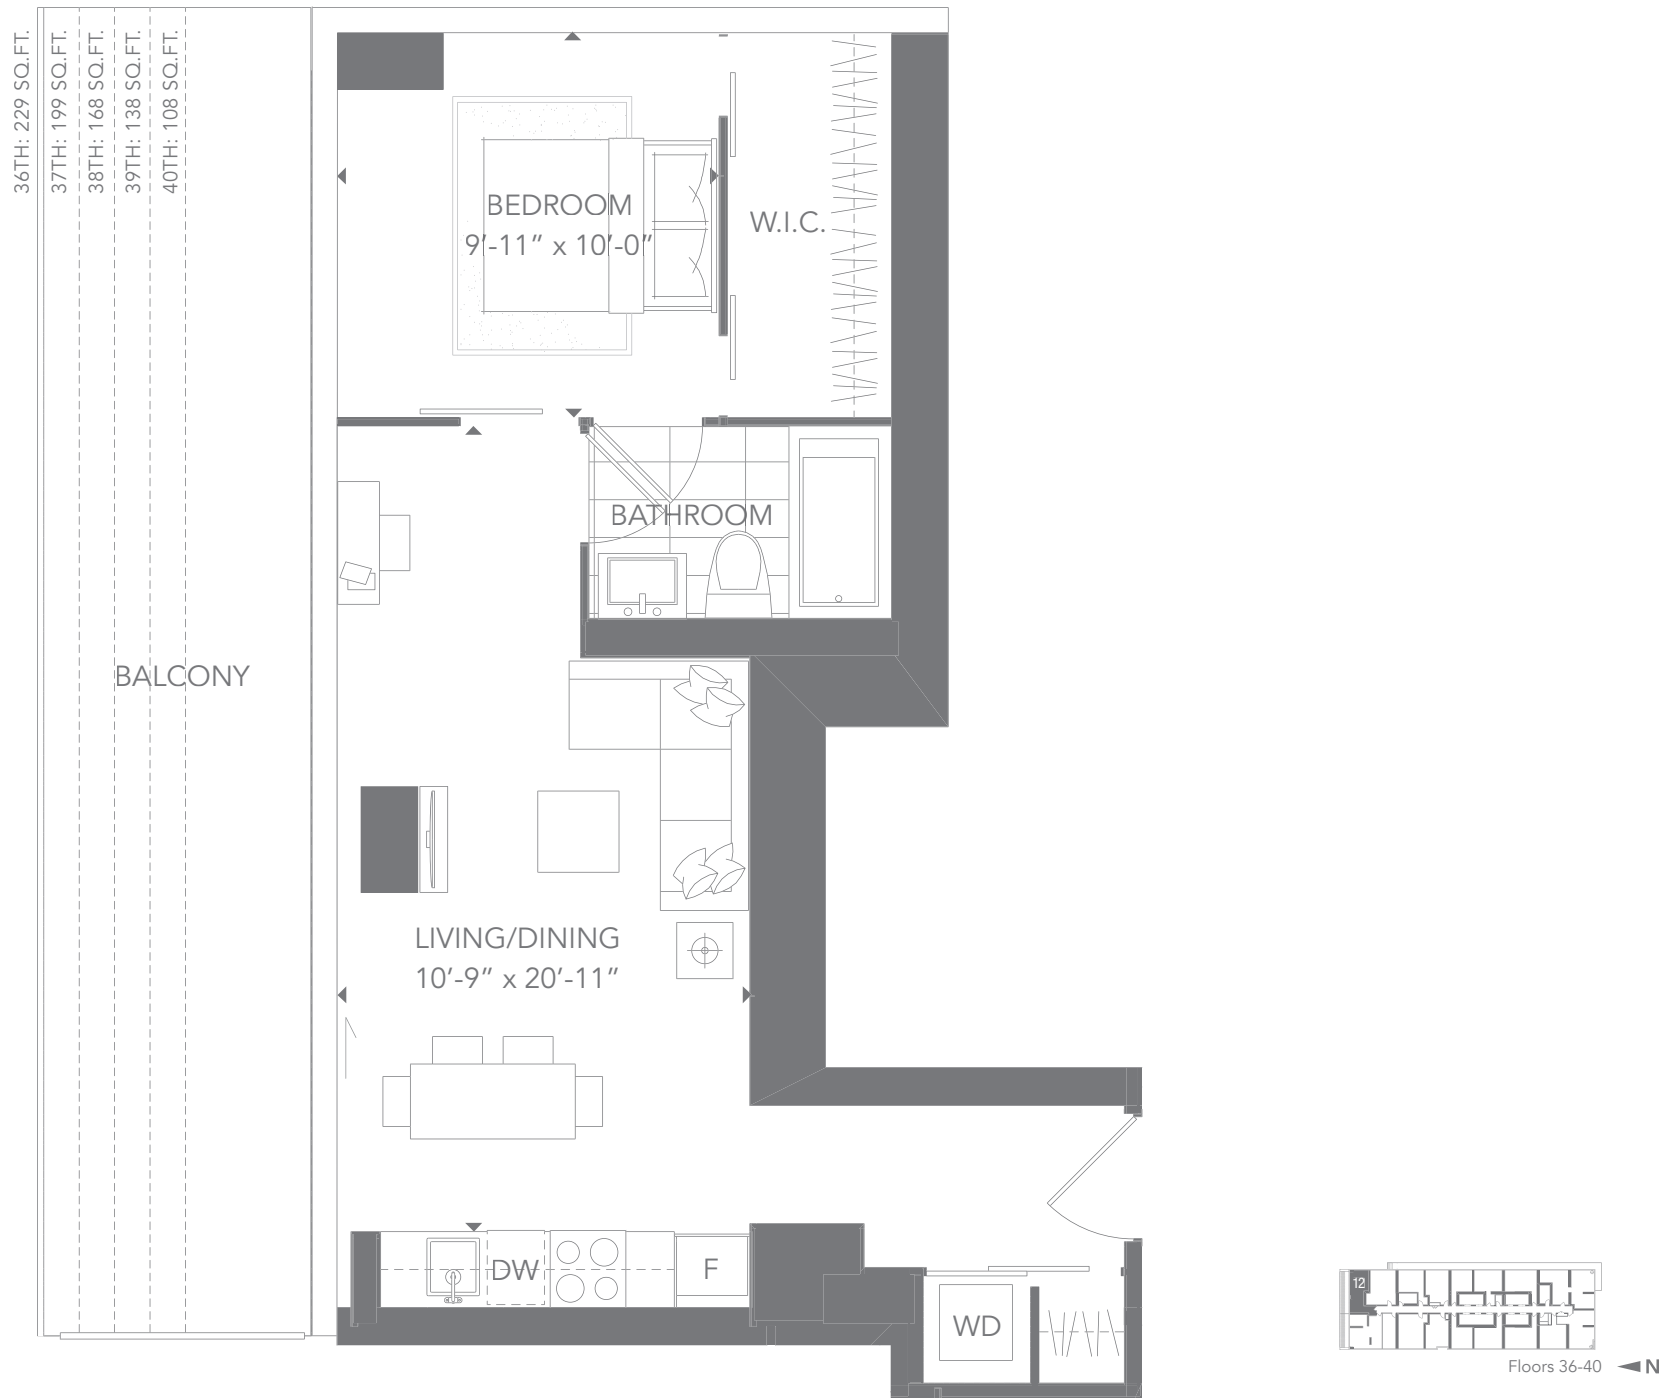 36TH: 229 SQ.FT.
37TH: 199 SQ.FT.
38TH: 168 SQ.FT.
39TH: 138 SQ.FT.
40TH: 108 SQ.FT.
BEDROOM
9'-11" x 10'-0"
W.I.C.
BATHROOM
BALCONY
LIVING/DINING
10'-9" x 20'-11"
DW
F
WD
12
Floors 36-40
N